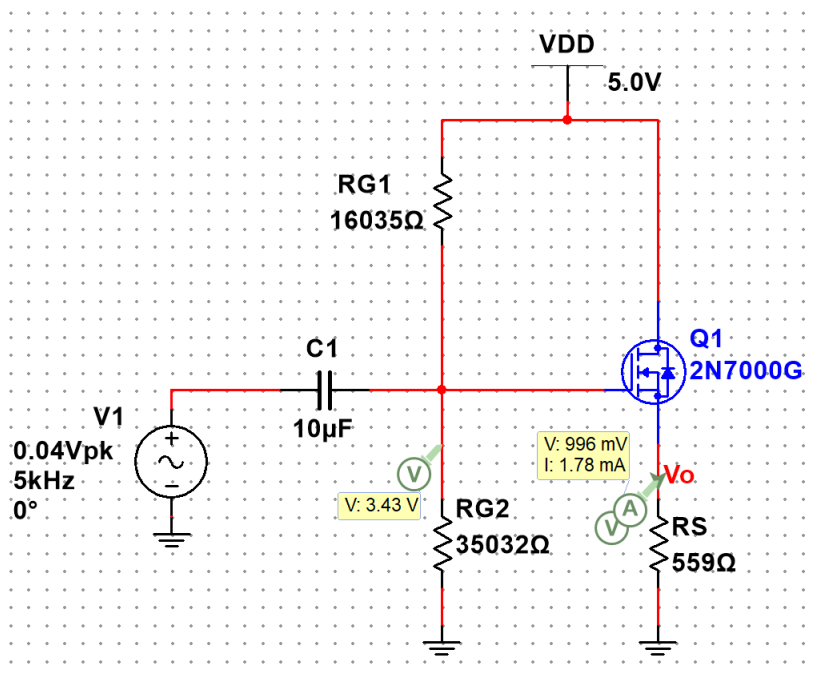 VDD
5.0V
RG1
16035Ω
C1
10µF
Q1
2N7000G
V1
0.04Vpk
5kHz
0°
V
V: 3.43 V
RG2
35032Ω
V: 996 mV
I: 1.78 mA
Vo
A
V
RS
559Ω